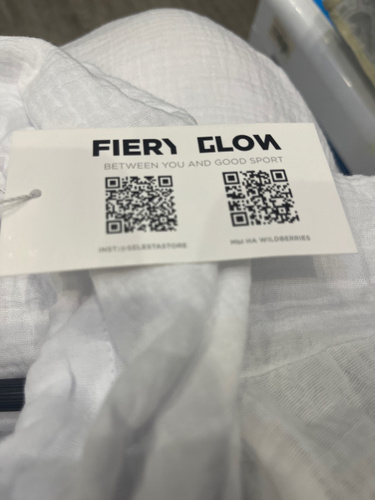 FIERY GLOW
BETWEEN YOU AND GOOD SPORT
INST:@SELEXTASTORE
МЫ НА WILDBERRIES